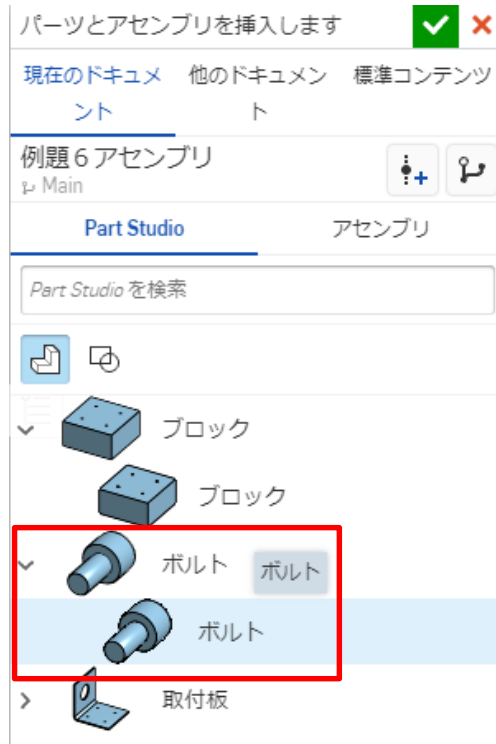 パーツとアセンブリを挿入します
現在のドキュメ
ント
他のドキュメン
ト
標準コンテンツ
例題６アセンブリ
Main
Part Studio
アセンブリ
Part Studio を検索
ブロック
ブロック
ボルト
ボルト
ボルト
取付板